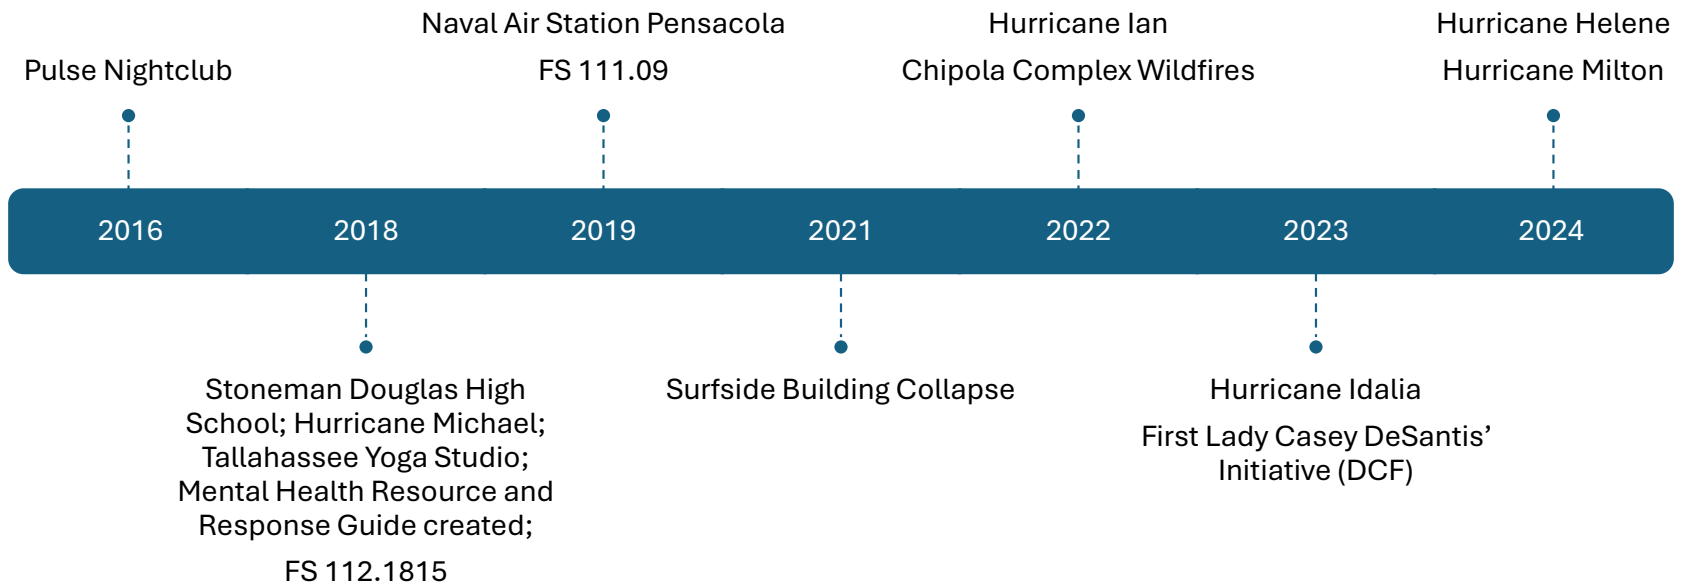 Naval Air Station Pensacola
Hurricane Ian
Hurricane Helene
Pulse Nightclub
FS 111.09
Chipola Complex Wildfires
Hurricane Milton
2016
2018
2019
2021
2022
2023
2024
Stoneman Douglas High
School; Hurricane Michael;
Tallahassee Yoga Studio;
Mental Health Resource and
Response Guide created;
FS 112.1815
Surfside Building Collapse
Hurricane Idalia
First Lady Casey DeSantis’
Initiative (DCF)